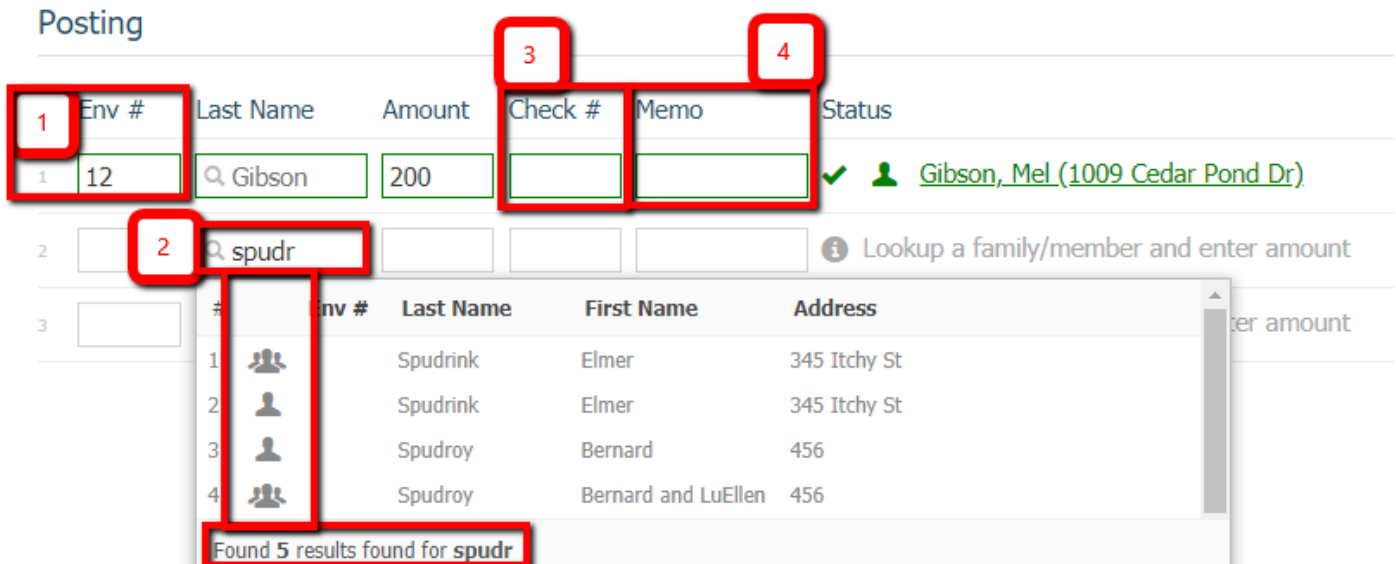 Posting
3 4
1 Env # Last Name Amount Check # Memo Status
1 12 Gibson 200 Gibson, Mel (1009 Cedar Pond Dr)
2 2 spudr Lookup a family/member and enter amount
# Env # Last Name First Name Address
3 ter amount
1 Spudrink Elmer 345 Itchy St
2 Spudrink Elmer 345 Itchy St
3 Spudroy Bernard 456
4 Spudroy Bernard and LuEllen 456
Found 5 results found for spudr